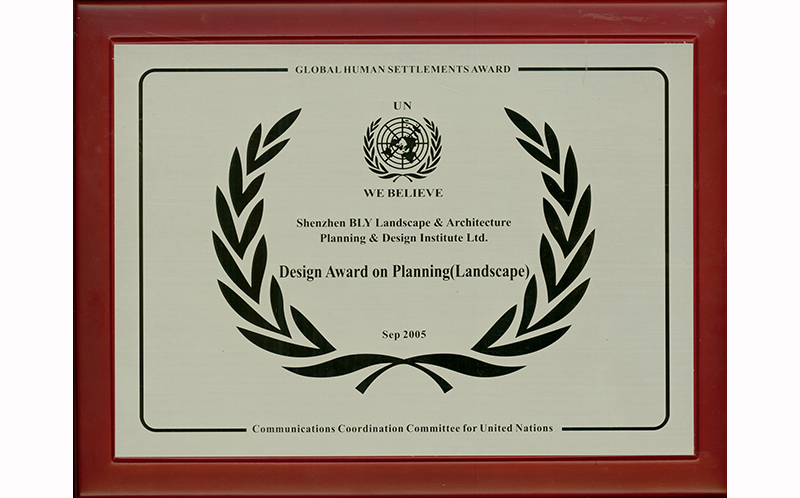 GLOBAL HUMAN SETTLEMENTS AWARD
UN
WE BELIEVE
Shenzhen BLY Landscape & Architecture
Planning & Design Institute Ltd.
Design Award on Planning(Landscape)
Sep 2005
Communications Coordination Committee for United Nations